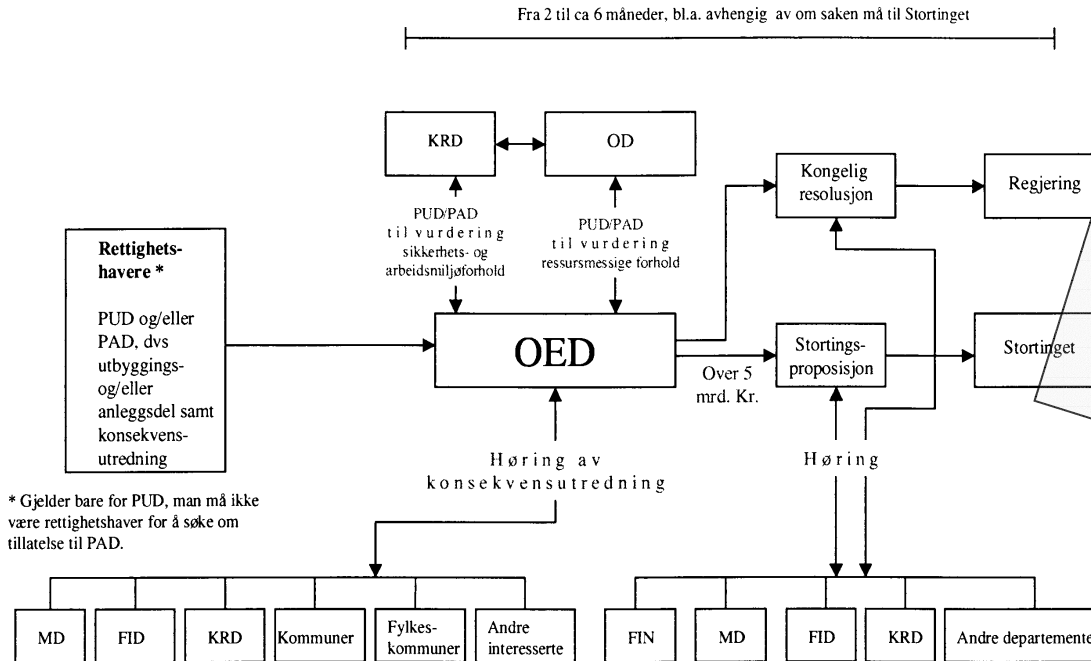 Fra 2 til ca 6 måneder, bl.a. avhengig av om saken må til Stortinget
KRD
OD
Kongelig
resolusjon
Regjering
PUD/PAD
til vurdering
sikkerhets- og
arbeidsmiljøforhold
PUD/PAD
til vurdering
ressursmessige forhold
Rettighets-
havere *
PUD og/eller
PAD, dvs
utbyggings-
og/eller
anleggsdel samt
konsekvens-
utredning
OED
Over 5
mrd. Kr.
Stortings-
proposisjon
Stortinget
Høring av
konsekvensutredning
Høring
* Gjelder bare for PUD, man må ikke
være rettighetshaver for å søke om
tillatelse til PAD.
MD
FID
KRD
Kommuner
Fylkes-
kommuner
Andre
interesserte
FIN
MD
FID
KRD
Andre departemente